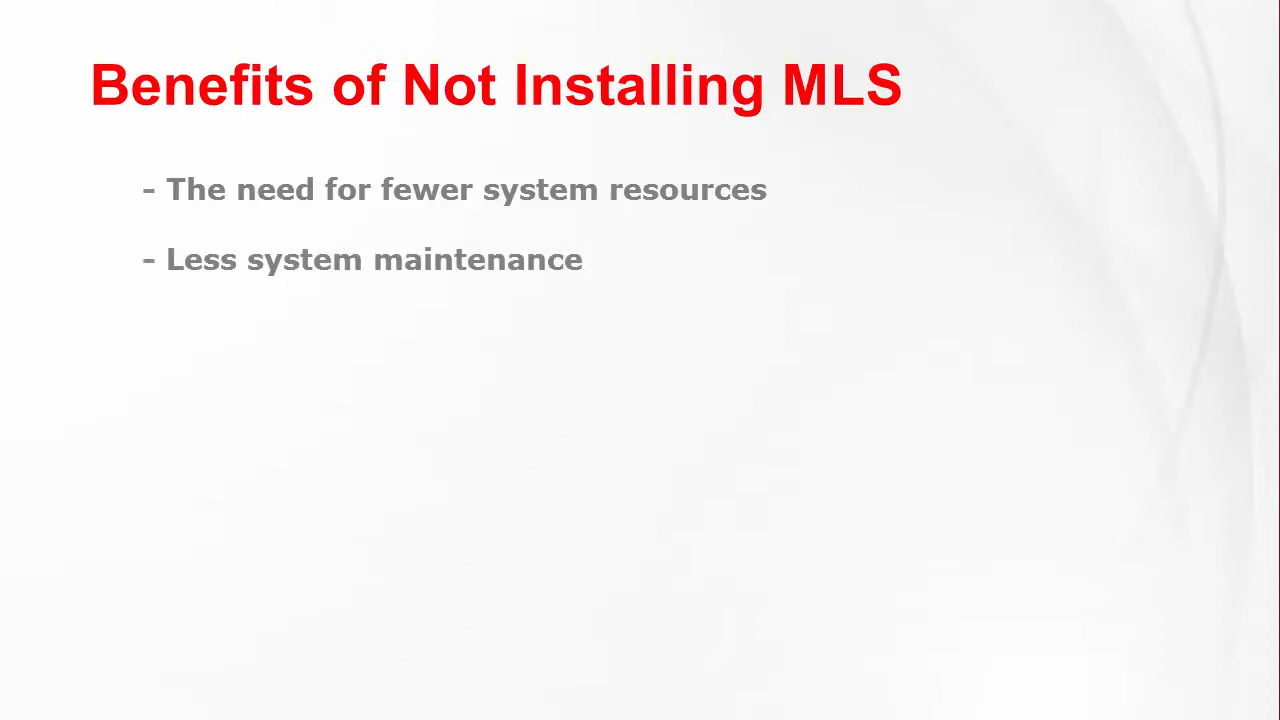 Benefits of Not Installing MLS
- The need for fewer system resources
- Less system maintenance